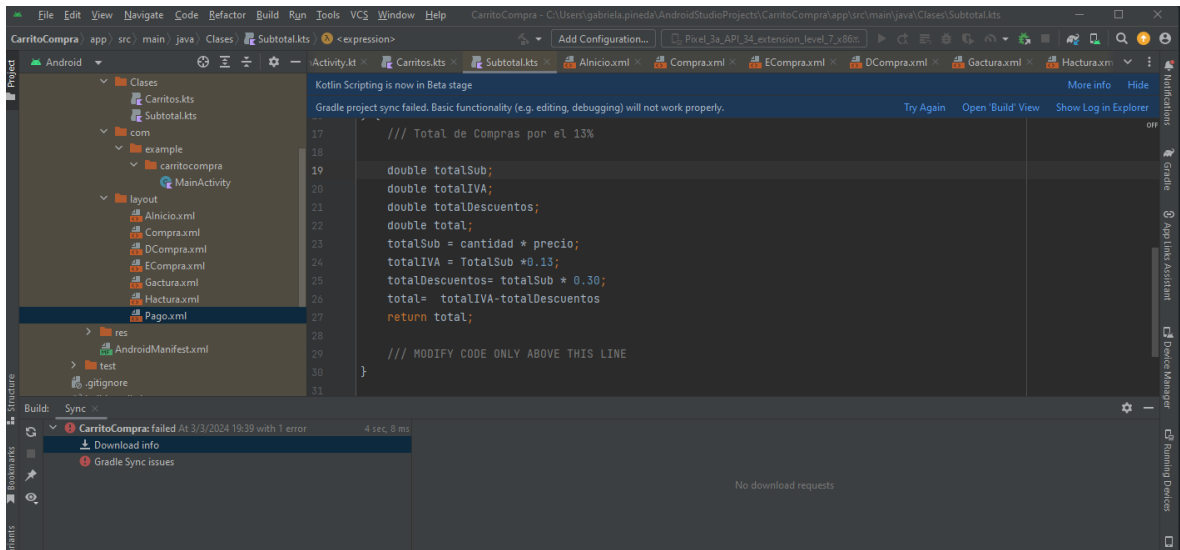 File Edit View Navigate Code Refactor Build Run Tools VCS Window Help CarritoCompra - C:\Users\gabriela.pineda\AndroidStudioProjects\CarritoCompra\app\src\main\java\Clases\Subtotal.kts
CarritoCompra app src main java Clases Subtotal.kts <expression> Add Configuration... Pixel_3a_API_34_extension_level_7_x86
Project
Android
Activity.kt Carritos.kts Subtotal.kts AInicio.xml Compra.xml ECompra.xml DCompra.xml Gactura.xml Hactura.xm
Clases
Carritos.kts
Subtotal.kts
com
example
carritocompra
MainActivity
layout
AInicio.xml
Compra.xml
DCompra.xml
ECompra.xml
Gactura.xml
Hactura.xml
Pago.xml
res
AndroidManifest.xml
test
.gitignore
Kotlin Scripting is now in Beta stage More info Hide
Gradle project sync failed. Basic functionality (e.g. editing, debugging) will not work properly. Try Again Open 'Build' View Show Log in Explorer
OFF
17 /// Total de Compras por el 13%
18
19 double totalSub;
20 double totalIVA;
21 double totalDescuentos;
22 double total;
23 totalSub = cantidad * precio;
24 totalIVA = TotalSub *0.13;
25 totalDescuentos= totalSub * 0.30;
26 total= totalIVA-totalDescuentos
27 return total;
28
29 /// MODIFY CODE ONLY ABOVE THIS LINE
30 }
31
Notifications
Gradle
App Links Assistant
Device Manager
Running Devices
Structure
Bookmarks
Build: Sync
CarritoCompra: failed At 3/3/2024 19:39 with 1 error 4 sec, 8 ms
Download info
Gradle Sync issues
No download requests